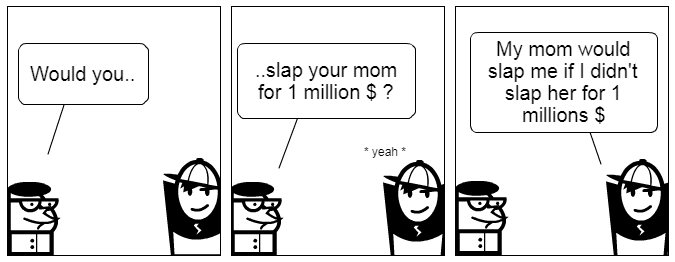 Would you..
..slap your mom
for 1 million $ ?
* yeah *
My mom would
slap me if I didn't
slap her for 1
millions $